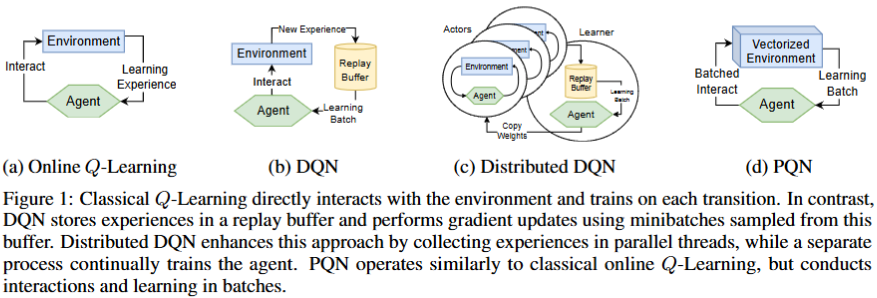 Environment
Interact
Learning
Experience
Agent
(a) Online Q-Learning
New Experience
Environment
Replay
Buffer
Interact
Agent
Learning
Batch
(b) DQN
Actors
Learner
Environment
Agent
Replay
Buffer
Learning
Batch
Agent
Copy
Weights
(c) Distributed DQN
Vectorized
Environment
Batched
Interact
Learning
Batch
Agent
(d) PQN
Figure 1: Classical Q-Learning directly interacts with the environment and trains on each transition. In contrast,
DQN stores experiences in a replay buffer and performs gradient updates using minibatches sampled from this
buffer. Distributed DQN enhances this approach by collecting experiences in parallel threads, while a separate
process continually trains the agent. PQN operates similarly to classical online Q-Learning, but conducts
interactions and learning in batches.